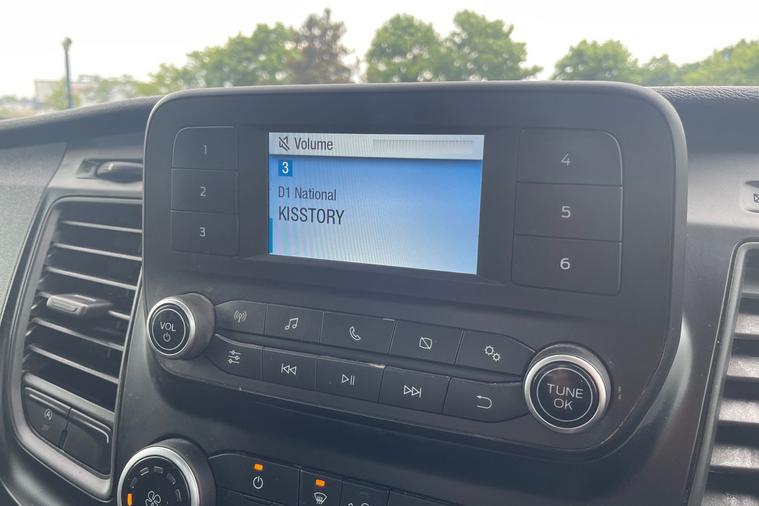 Volume
3
D1 National
KISSTORY
1
2
3
4
5
6
VOL
TUNE
OK